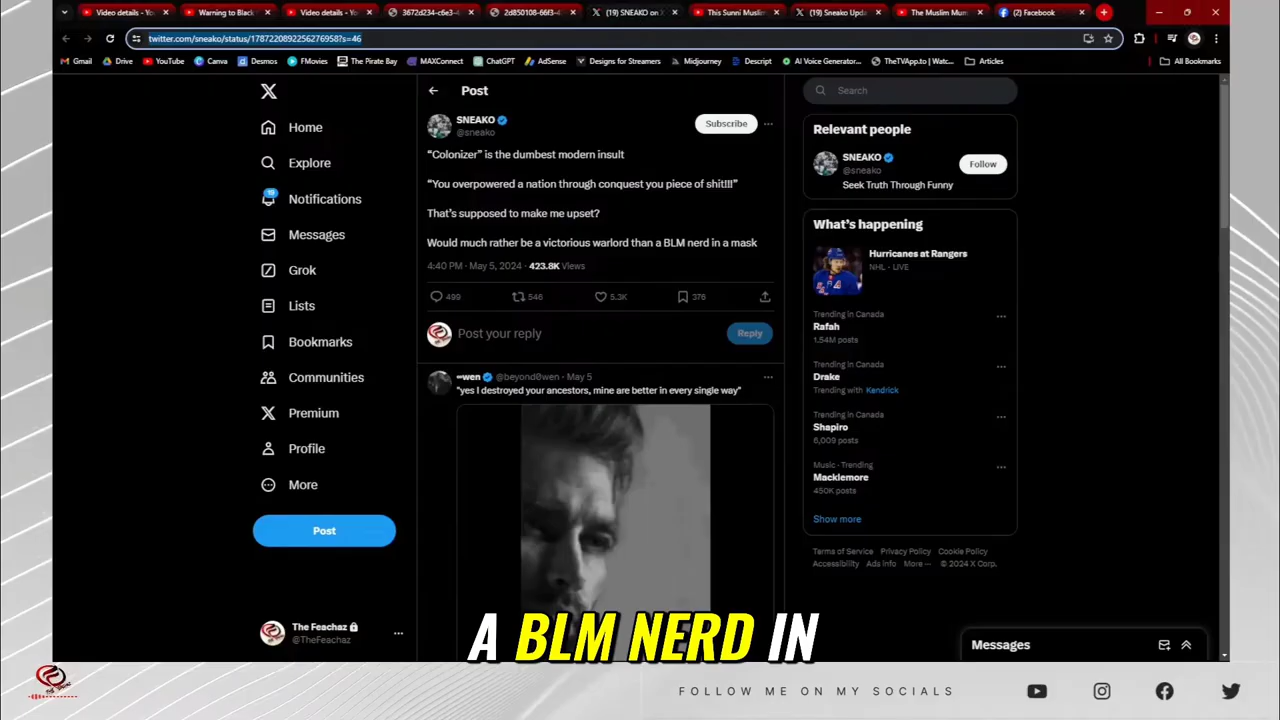 Video details - You
Warning to Black
Video details - You
3672d234-c6e3-4
2d850108-66f3-4
(19) SNEAKO on X
This Sunni Muslim
(19) Sneako Upda
The Muslim Mum
(2) Facebook
twitter.com/sneako/status/1787220892256276958?s=46
Gmail
Drive
YouTube
Canva
Desmos
FMovies
The Pirate Bay
MAXConnect
ChatGPT
AdSense
Designs for Streamers
Midjourney
Descript
AI Voice Generator...
TheTVApp.to | Watc...
Articles
All Bookmarks
Home
Explore
19
Notifications
Messages
Grok
Lists
Bookmarks
Communities
Premium
Profile
More
Post
The Feachaz
@TheFeachaz
Post
SNEAKO
@sneako
Subscribe
“Colonizer” is the dumbest modern insult
“You overpowered a nation through conquest you piece of shit!!!”
That’s supposed to make me upset?
Would much rather be a victorious warlord than a BLM nerd in a mask
4:40 PM · May 5, 2024 · 423.8K Views
499
546
5.3K
376
Post your reply
Reply
∞wen @beyond0wen · May 5
"yes I destroyed your ancestors, mine are better in every single way"
Search
Relevant people
SNEAKO
@sneako
Follow
Seek Truth Through Funny
What’s happening
Hurricanes at Rangers
NHL · LIVE
Trending in Canada
Rafah
1.54M posts
Trending in Canada
Drake
Trending with Kendrick
Trending in Canada
Shapiro
6,009 posts
Music · Trending
Macklemore
450K posts
Show more
Terms of Service Privacy Policy Cookie Policy
Accessibility Ads info More ··· © 2024 X Corp.
Messages
A BLM NERD IN
FOLLOW ME ON MY SOCIALS